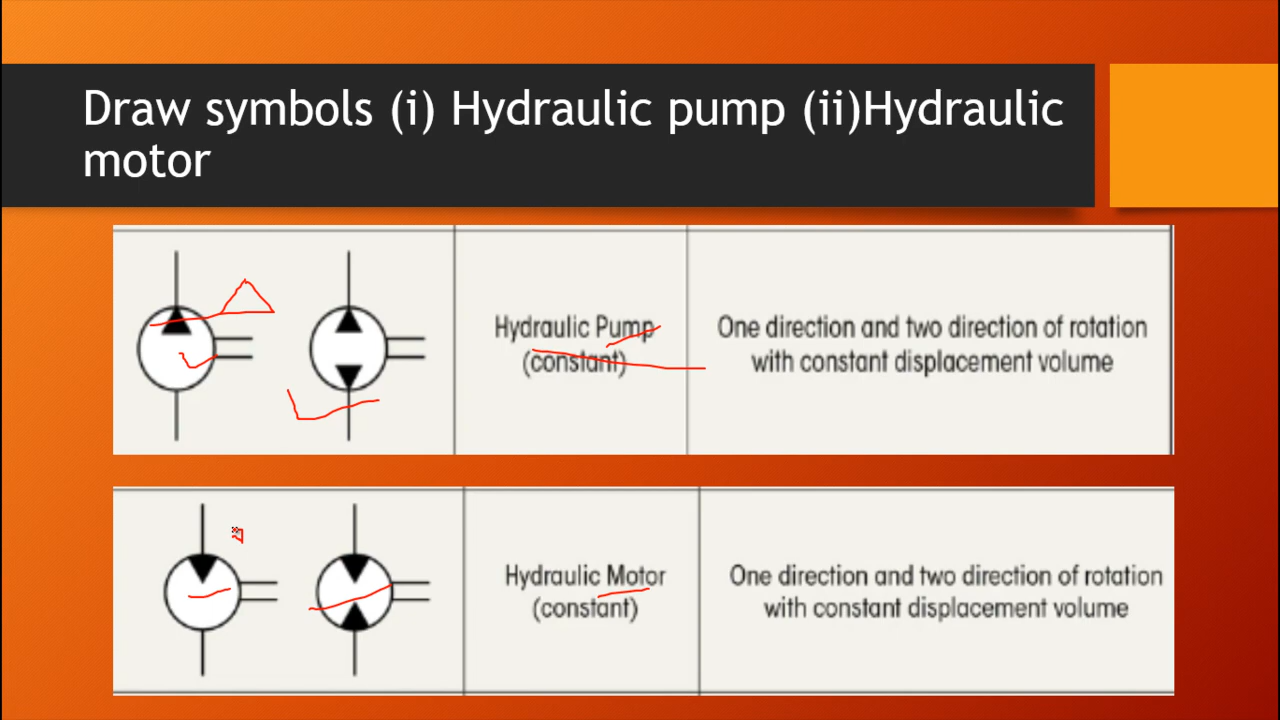 Draw symbols (i) Hydraulic pump (ii)Hydraulic
motor
Hydraulic Pump
(constant)
One direction and two direction of rotation
with constant displacement volume
Hydraulic Motor
(constant)
One direction and two direction of rotation
with constant displacement volume